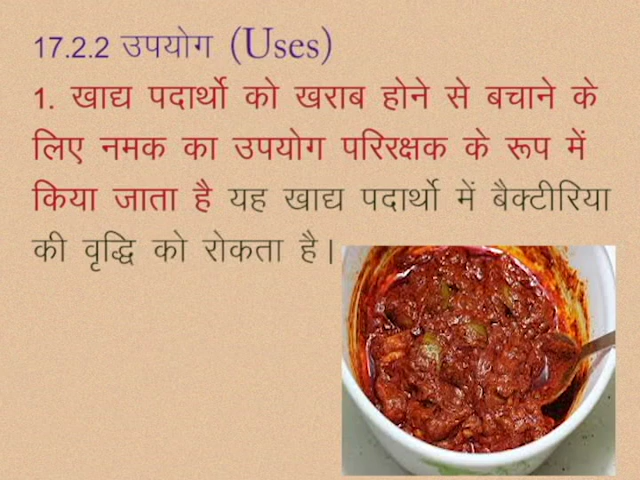 17.2.2 उपयोग (Uses)
1. खाद्य पदार्थो को खराब होने से बचाने के
लिए नमक का उपयोग परिरक्षक के रूप में
किया जाता है यह खाद्य पदार्थो में बैक्टीरिया
की वृद्धि को रोकता है।